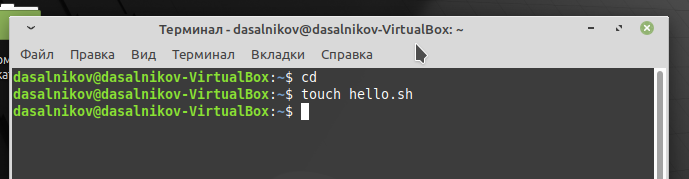 Терминал - dasalnikov@dasalnikov-VirtualBox: ~
Файл Правка Вид Терминал Вкладки Справка
dasalnikov@dasalnikov-VirtualBox:~$ cd
dasalnikov@dasalnikov-VirtualBox:~$ touch hello.sh
dasalnikov@dasalnikov-VirtualBox:~$